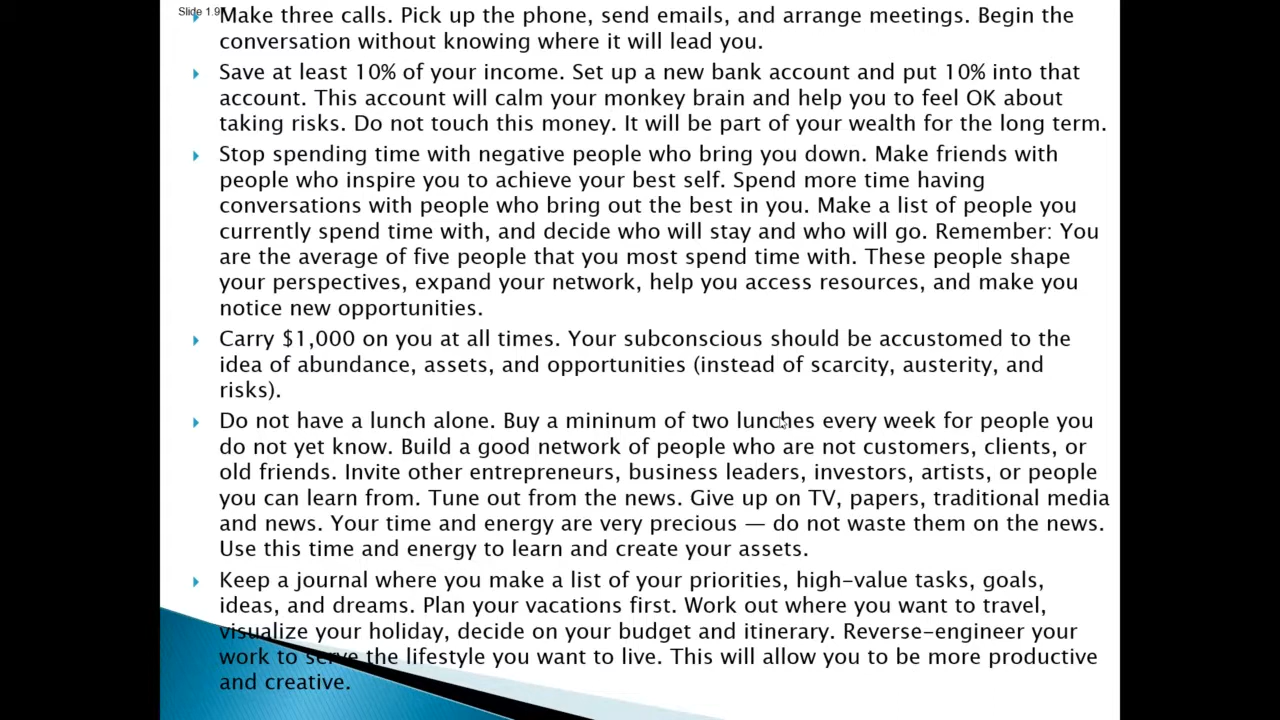 Slide 1.9
Make three calls. Pick up the phone, send emails, and arrange meetings. Begin the
conversation without knowing where it will lead you.
Save at least 10% of your income. Set up a new bank account and put 10% into that
account. This account will calm your monkey brain and help you to feel OK about
taking risks. Do not touch this money. It will be part of your wealth for the long term.
Stop spending time with negative people who bring you down. Make friends with
people who inspire you to achieve your best self. Spend more time having
conversations with people who bring out the best in you. Make a list of people you
currently spend time with, and decide who will stay and who will go. Remember: You
are the average of five people that you most spend time with. These people shape
your perspectives, expand your network, help you access resources, and make you
notice new opportunities.
Carry $1,000 on you at all times. Your subconscious should be accustomed to the
idea of abundance, assets, and opportunities (instead of scarcity, austerity, and
risks).
Do not have a lunch alone. Buy a mininum of two lunches every week for people you
do not yet know. Build a good network of people who are not customers, clients, or
old friends. Invite other entrepreneurs, business leaders, investors, artists, or people
you can learn from. Tune out from the news. Give up on TV, papers, traditional media
and news. Your time and energy are very precious — do not waste them on the news.
Use this time and energy to learn and create your assets.
Keep a journal where you make a list of your priorities, high-value tasks, goals,
ideas, and dreams. Plan your vacations first. Work out where you want to travel,
visualize your holiday, decide on your budget and itinerary. Reverse-engineer your
work to serve the lifestyle you want to live. This will allow you to be more productive
and creative.